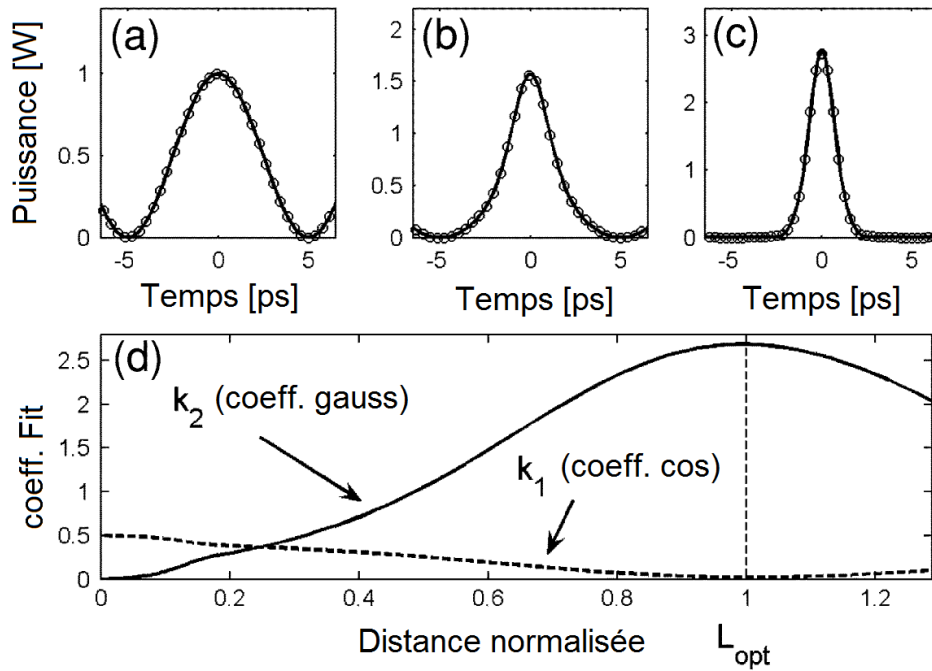 (a)
(b)
(c)
Puissance [W]
0
0.5
1
0
0.5
1
1.5
2
0
1
2
3
-5 0 5
-5 0 5
-5 0 5
Temps [ps]
Temps [ps]
Temps [ps]
(d)
coeff. Fit
0
0.5
1
1.5
2
2.5
k2 (coeff. gauss)
k1 (coeff. cos)
0 0.2 0.4 0.6 0.8 1 1.2
Distance normalisée
Lopt